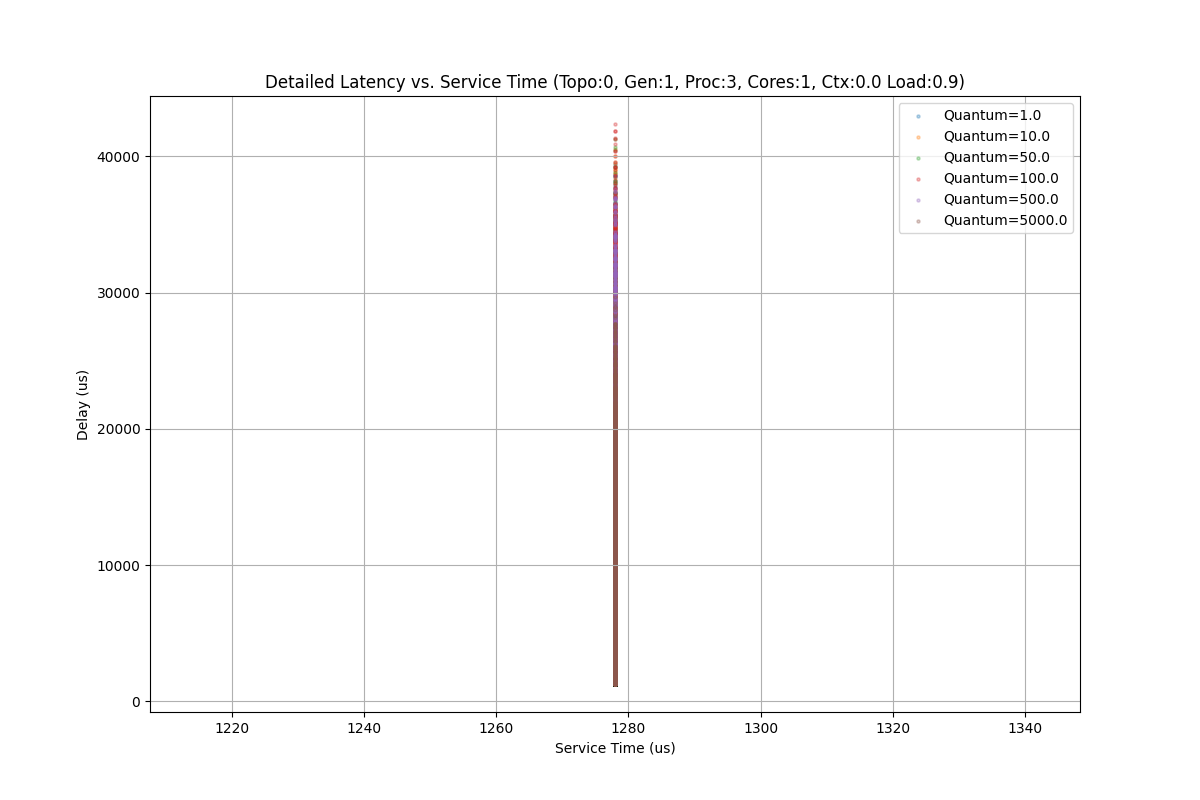 Detailed Latency vs. Service Time (Topo:0, Gen:1, Proc:3, Cores:1, Ctx:0.0 Load:0.9)
Quantum=1.0
Quantum=10.0
Quantum=50.0
Quantum=100.0
Quantum=500.0
Quantum=5000.0
40000
30000
20000
10000
0
Delay (us)
1220
1240
1260
1280
1300
1320
1340
Service Time (us)